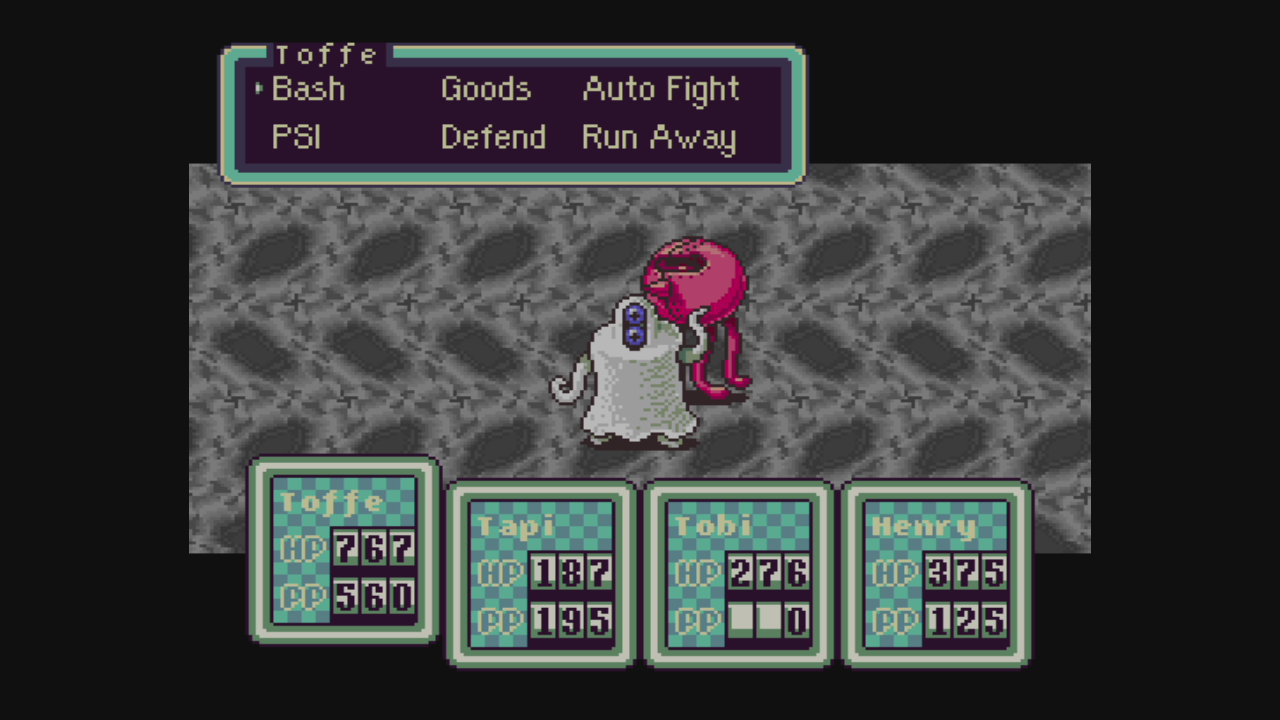 Toffe
Bash Goods Auto Fight
PSI Defend Run Away
Toffe
HP 767
PP 560
Tapi
HP 187
PP 195
Tobi
HP 276
PP 0
Henry
HP 375
PP 125